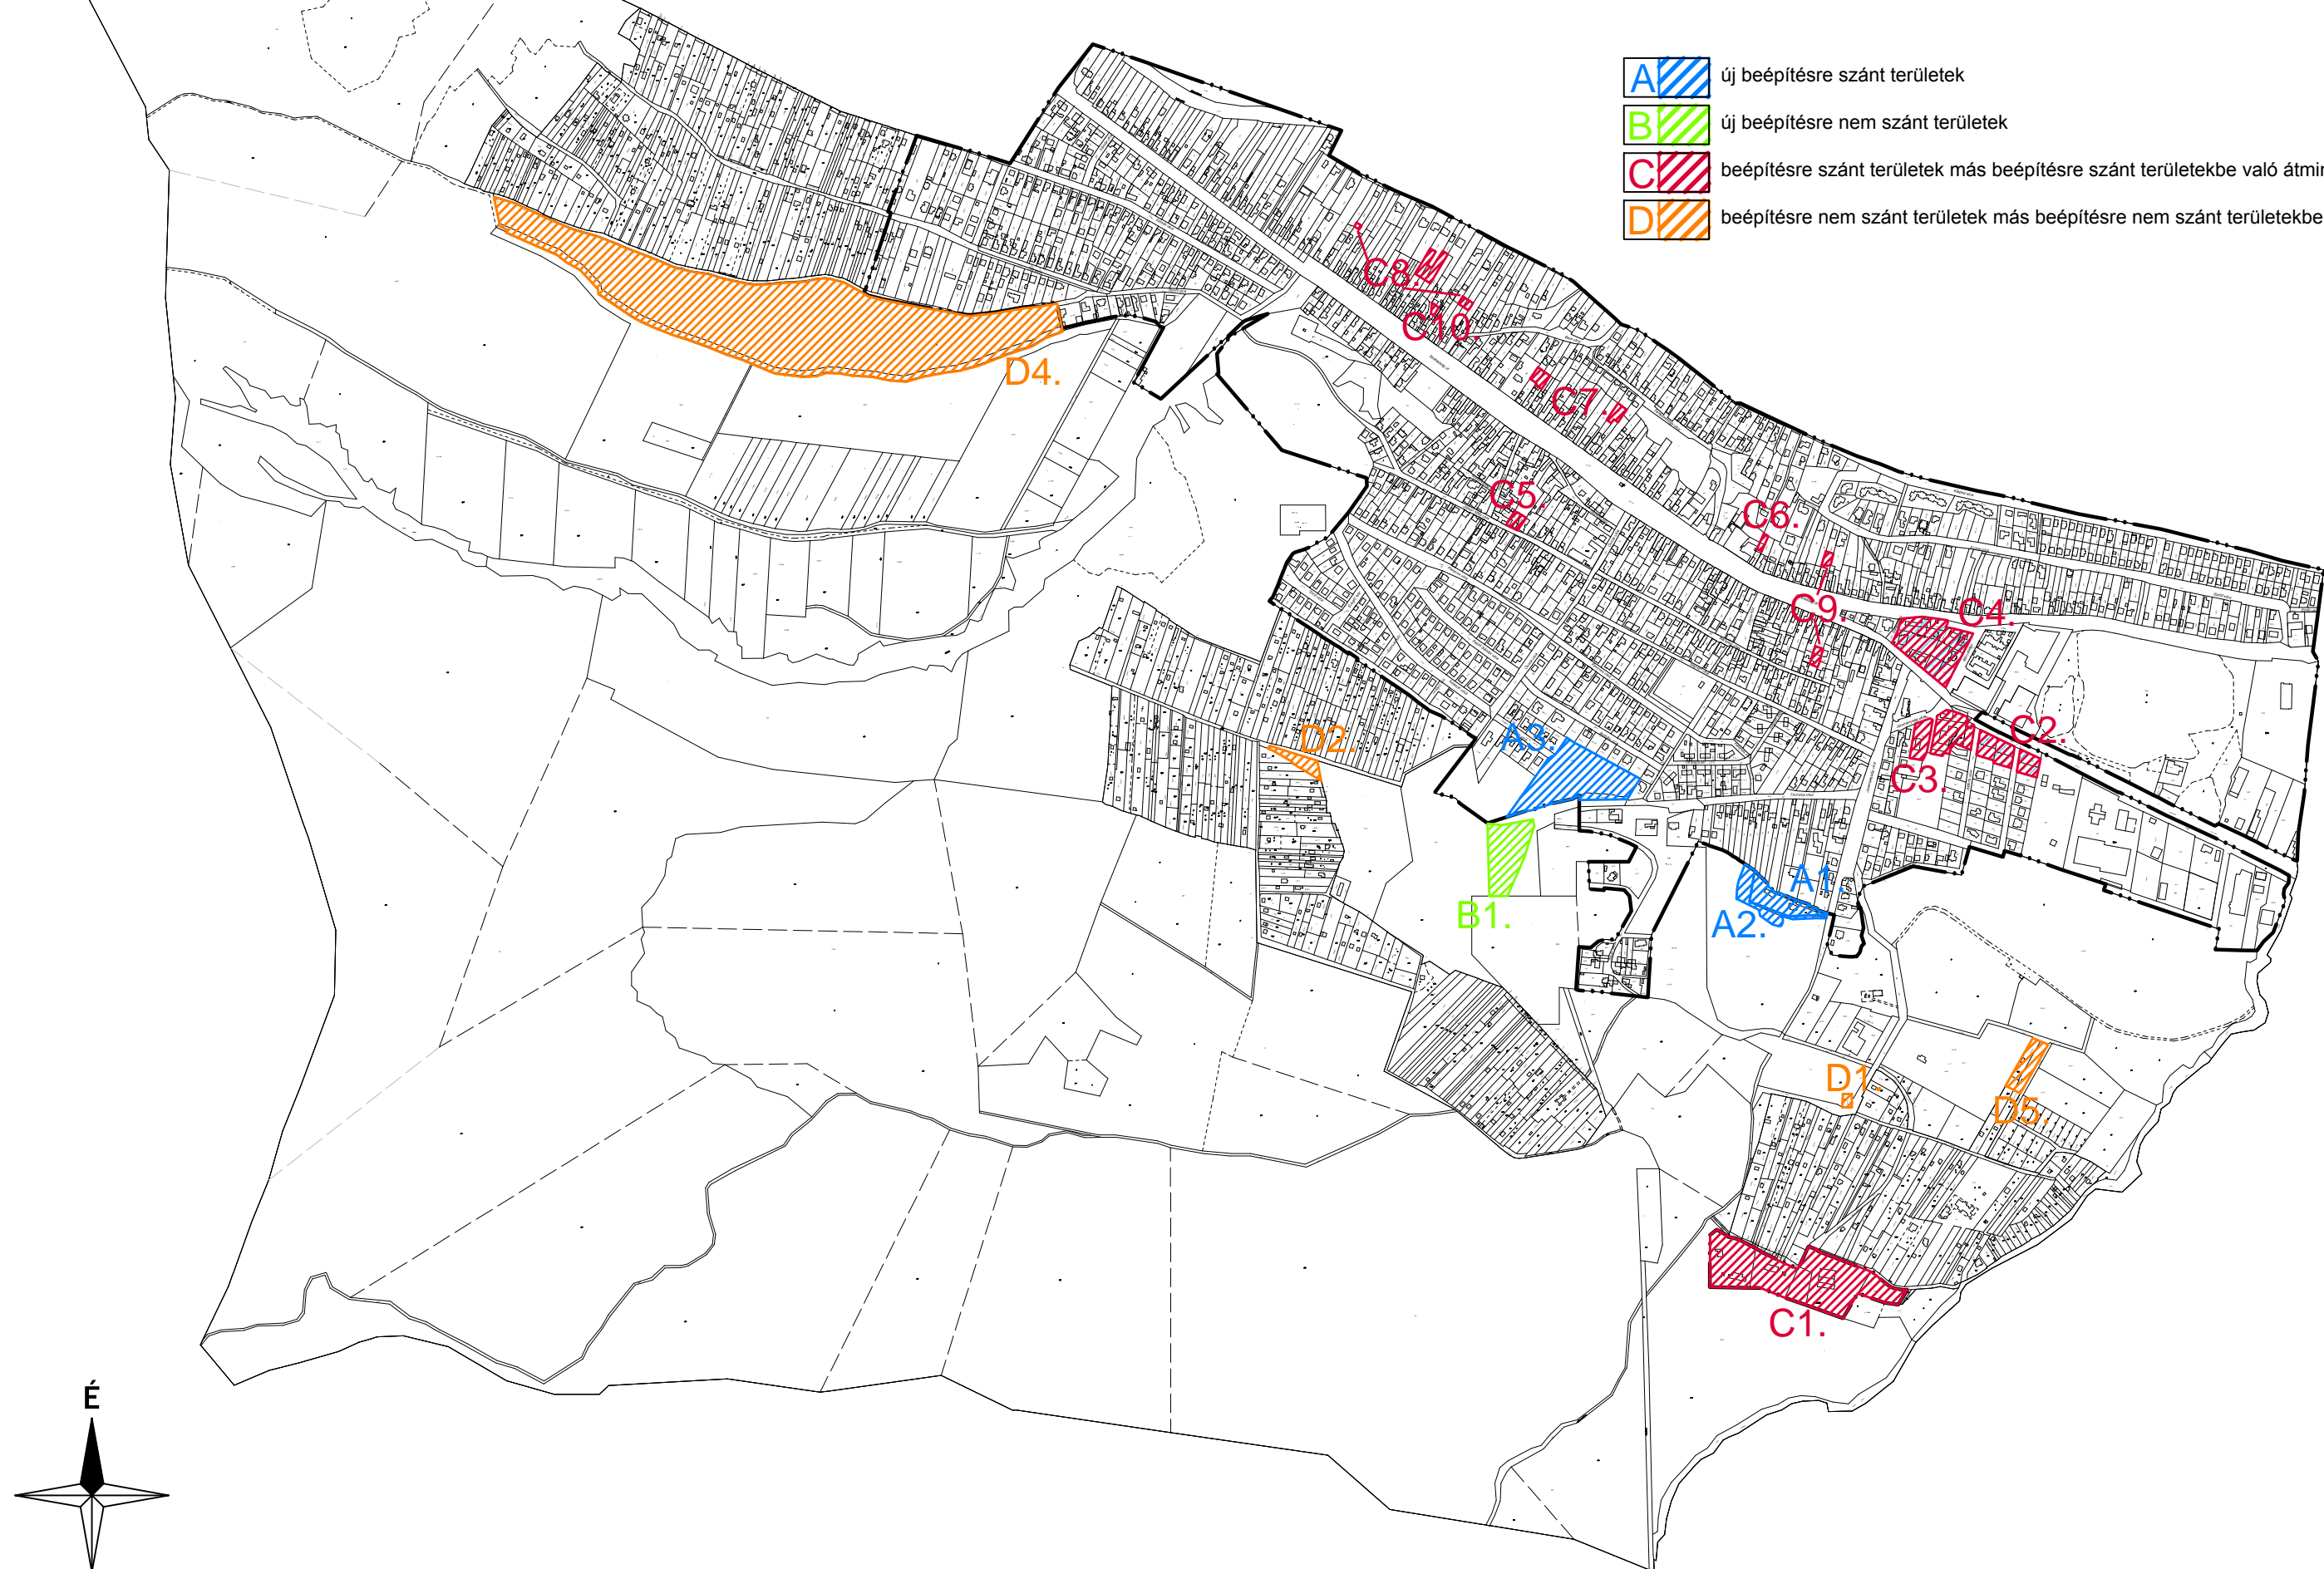 A új beépítésre szánt területek
B új beépítésre nem szánt területek
C beépítésre szánt területek más beépítésre szánt területekbe való
D beépítésre nem szánt területek más beépítésre nem szánt területekbe
C8.
C10.
D4.
C7.
C5.
C6.
C9.
C4.
C2.
C3.
A3.
D2.
A1.
A2.
B1.
D1.
D5.
C1.
É